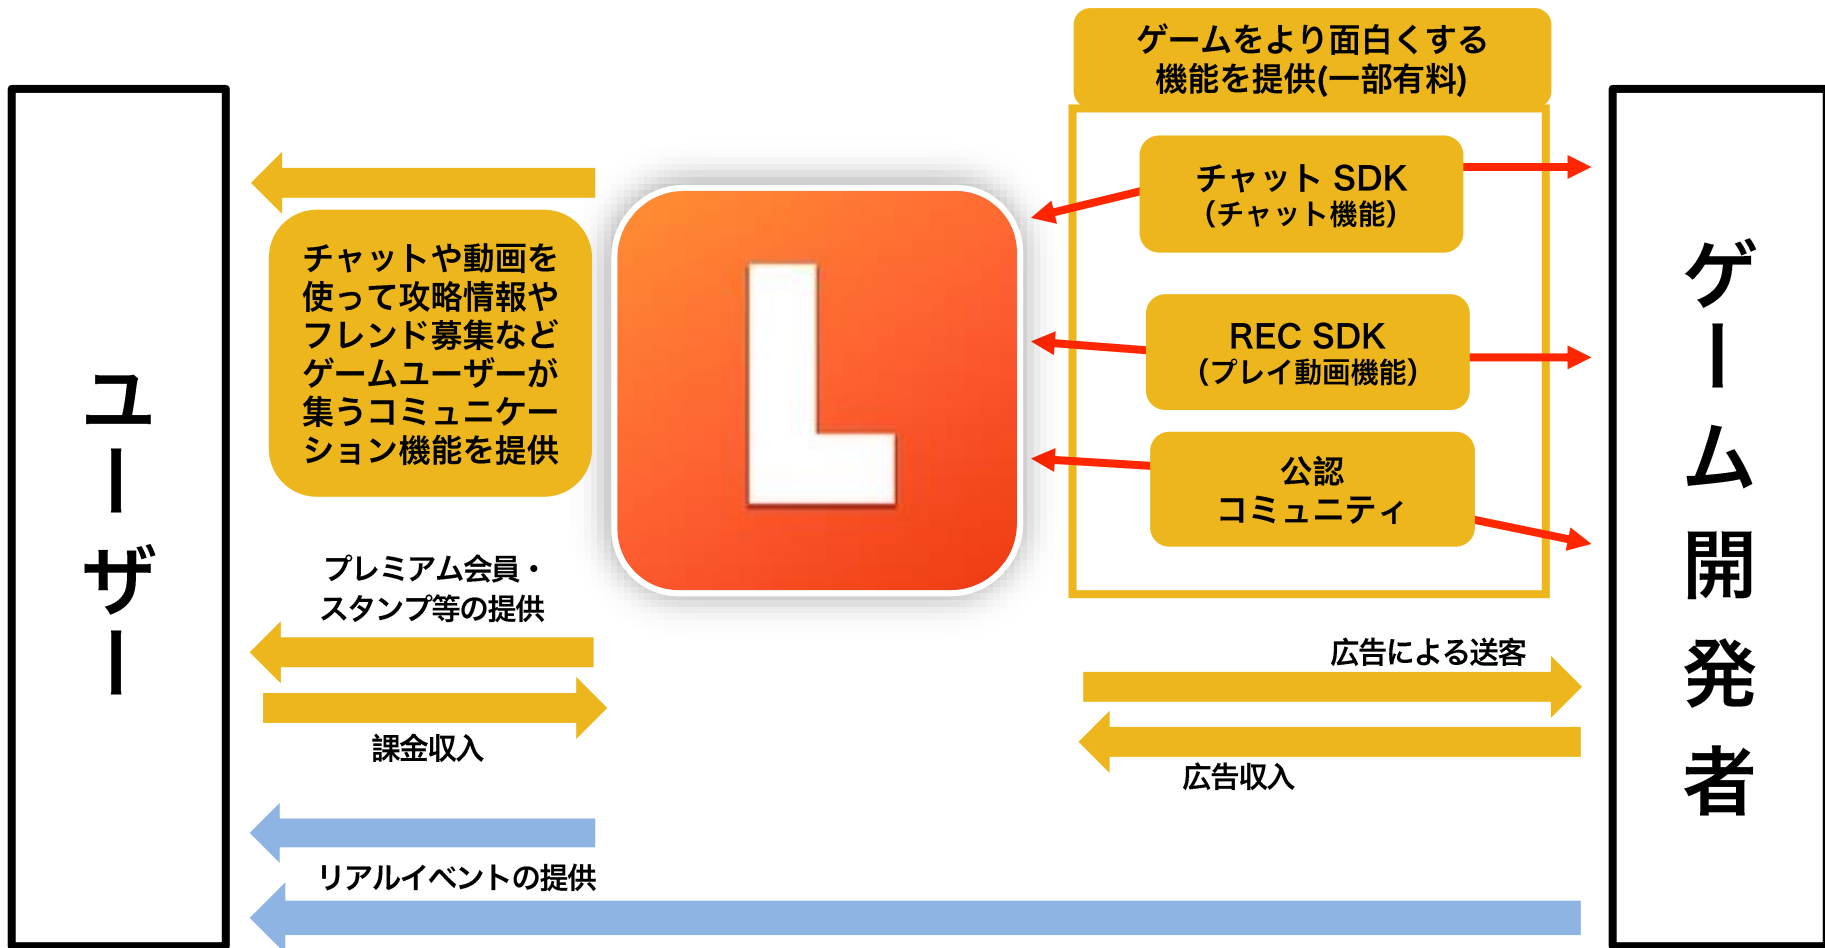 ゲームをより面白くする
機能を提供(一部有料)
ユーザー
チャットや動画を
使って攻略情報や
フレンド募集など
ゲームユーザーが
集うコミュニケー
ション機能を提供
L
チャット SDK
（チャット機能）
REC SDK
（プレイ動画機能）
公認
コミュニティ
ゲーム開発者
プレミアム会員・
スタンプ等の提供
課金収入
広告による送客
広告収入
リアルイベントの提供